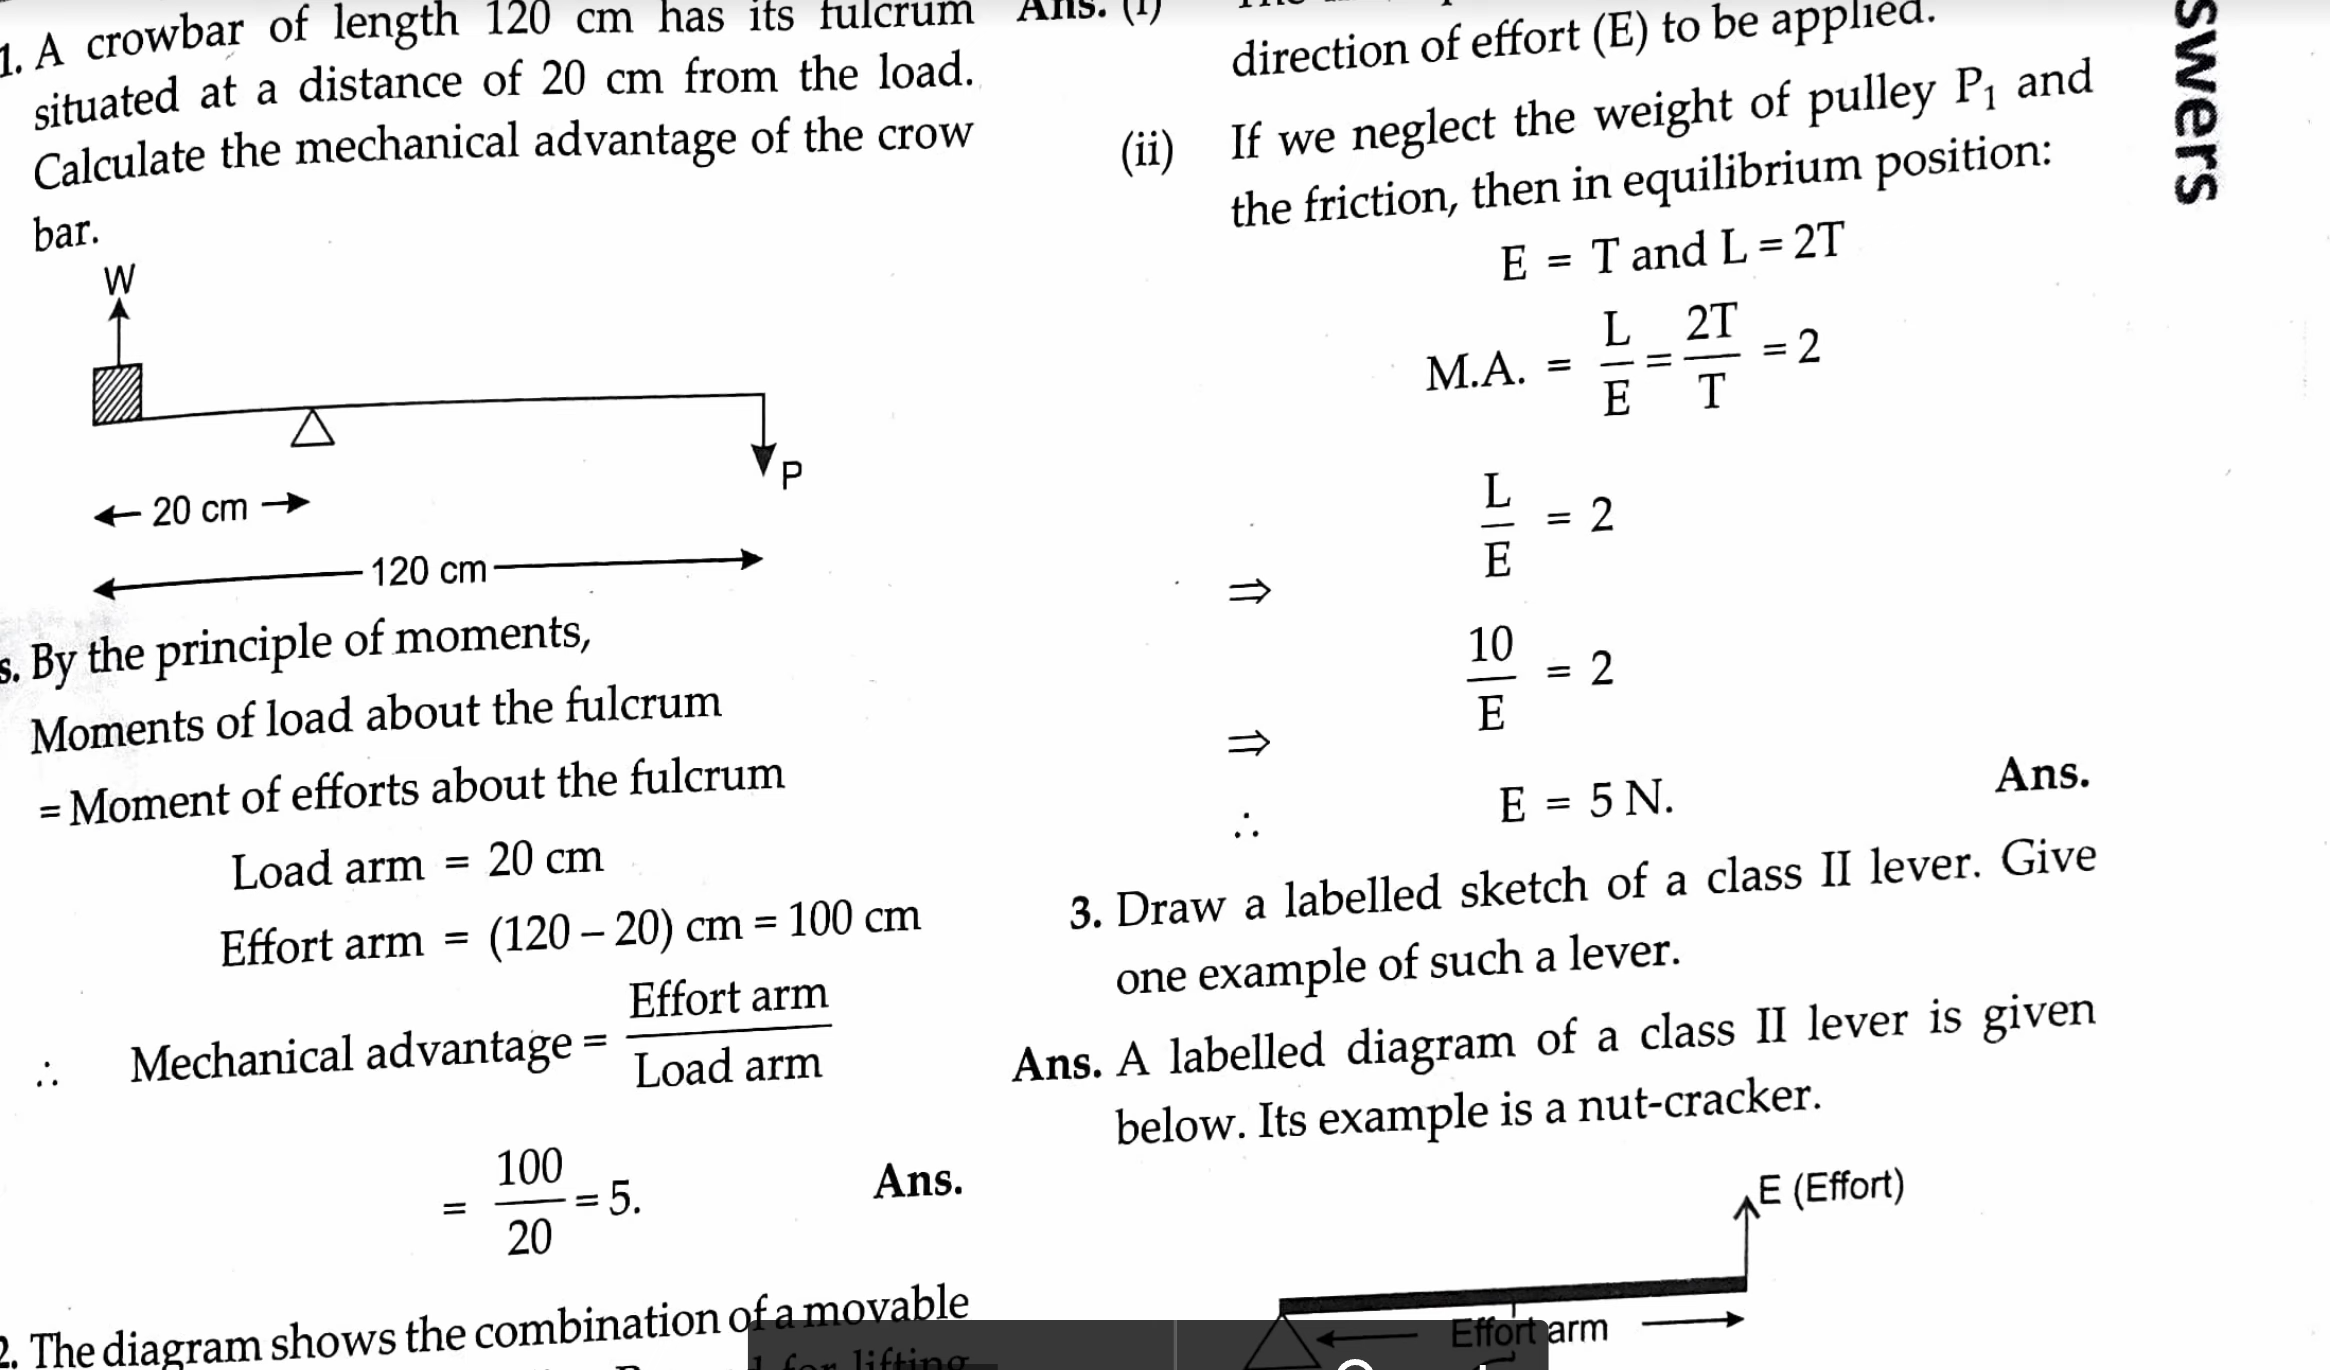 1. A crowbar of length 120 cm has its fulcrum
situated at a distance of 20 cm from the load.
Calculate the mechanical advantage of the crow
bar.
W
P
20 cm
120 cm
s. By the principle of moments,
Moments of load about the fulcrum
= Moment of efforts about the fulcrum
Load arm = 20 cm
Effort arm = (120 – 20) cm = 100 cm
∴ Mechanical advantage = Effort arm / Load arm
= 100 / 20 = 5. Ans.
2. The diagram shows the combination of a movable
for lifting
Ans. (i)
direction of effort (E) to be applied.
(ii) If we neglect the weight of pulley P₁ and
the friction, then in equilibrium position:
E = T and L = 2T
M.A. = L / E = 2T / T = 2
⇒ L / E = 2
⇒ 10 / E = 2
∴ E = 5 N. Ans.
3. Draw a labelled sketch of a class II lever. Give
one example of such a lever.
Ans. A labelled diagram of a class II lever is given
below. Its example is a nut-cracker.
E (Effort)
Effort arm
swers